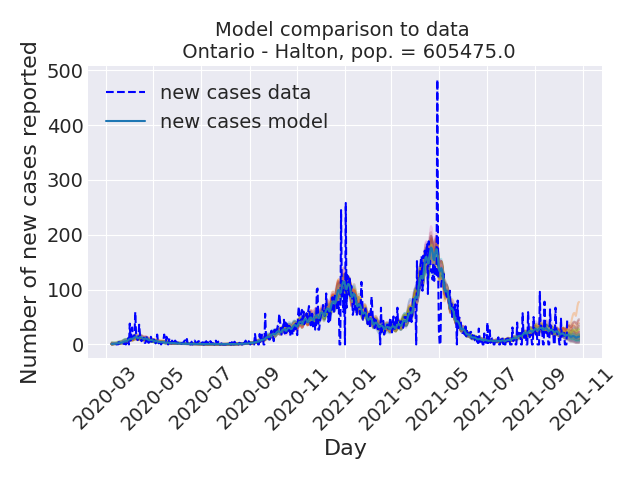 Model comparison to data
Ontario - Halton, pop. = 605475.0
Number of new cases reported
500
400
300
200
100
0
new cases data
new cases model
2020-03
2020-05
2020-07
2020-09
2020-11
2021-01
2021-03
2021-05
2021-07
2021-09
2021-11
Day